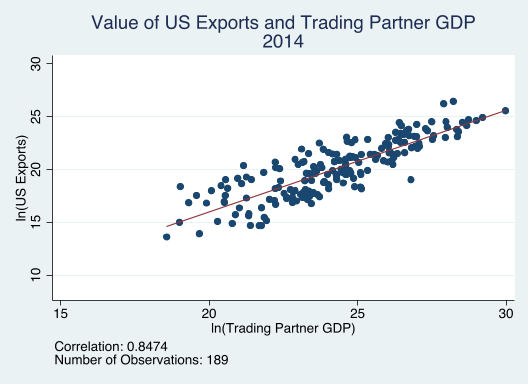 Value of US Exports and Trading Partner GDP
2014
ln(US Exports)
30
25
20
15
10
15 20 25 30
ln(Trading Partner GDP)
Correlation: 0.8474
Number of Observations: 189